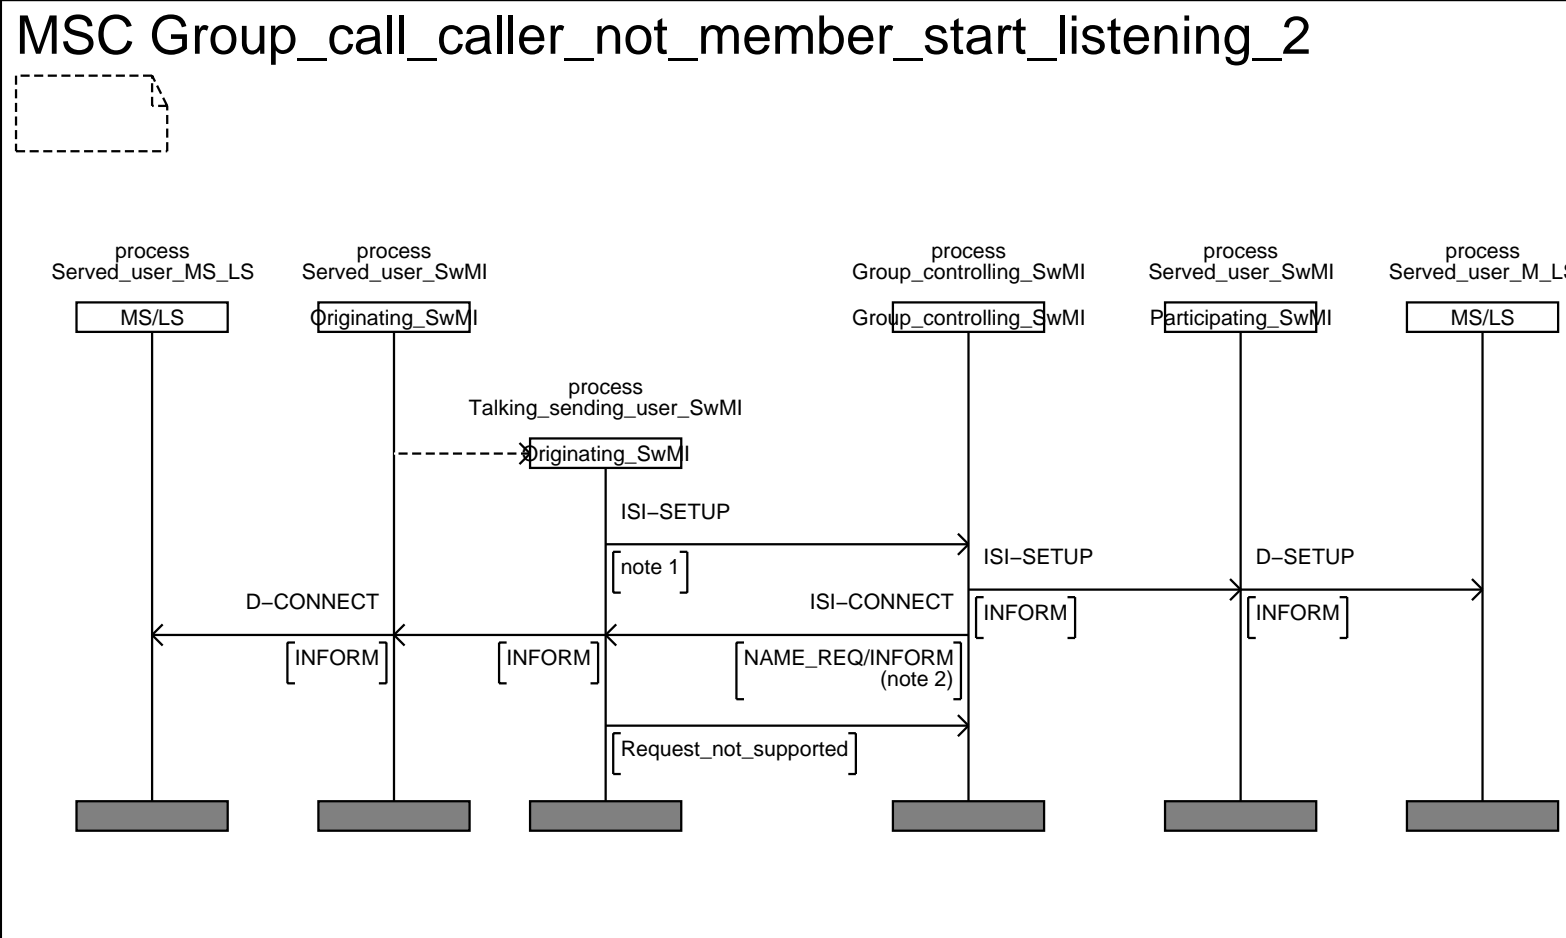 MSC Group_call_caller_not_member_start_listening_2
process
Served_user_MS_LS
process
Served_user_SwMI
process
Group_controlling_SwMI
process
Served_user_SwMI
process
Served_user_M_LS
MS/LS
Originating_SwMI
Group_controlling_SwMI
Participating_SwMI
MS/LS
process
Talking_sending_user_SwMI
Originating_SwMI
ISI−SETUP
note 1
ISI−SETUP
INFORM
D−SETUP
INFORM
D−CONNECT
INFORM
INFORM
ISI−CONNECT
NAME_REQ/INFORM
(note 2)
Request_not_supported